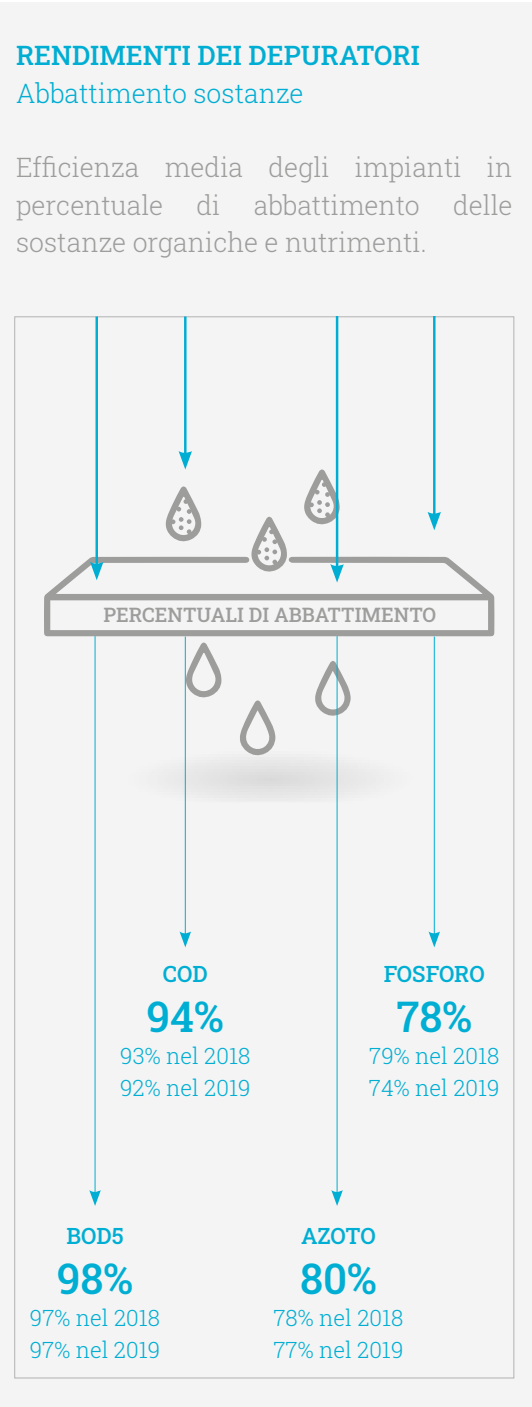 RENDIMENTI DEI DEPURATORI
Abbattimento sostanze
Efficienza media degli impianti in
percentuale di abbattimento delle
sostanze organiche e nutrimenti.
PERCENTUALI DI ABBATTIMENTO
COD
94%
93% nel 2018
92% nel 2019
FOSFORO
78%
79% nel 2018
74% nel 2019
BOD5
98%
97% nel 2018
97% nel 2019
AZOTO
80%
78% nel 2018
77% nel 2019